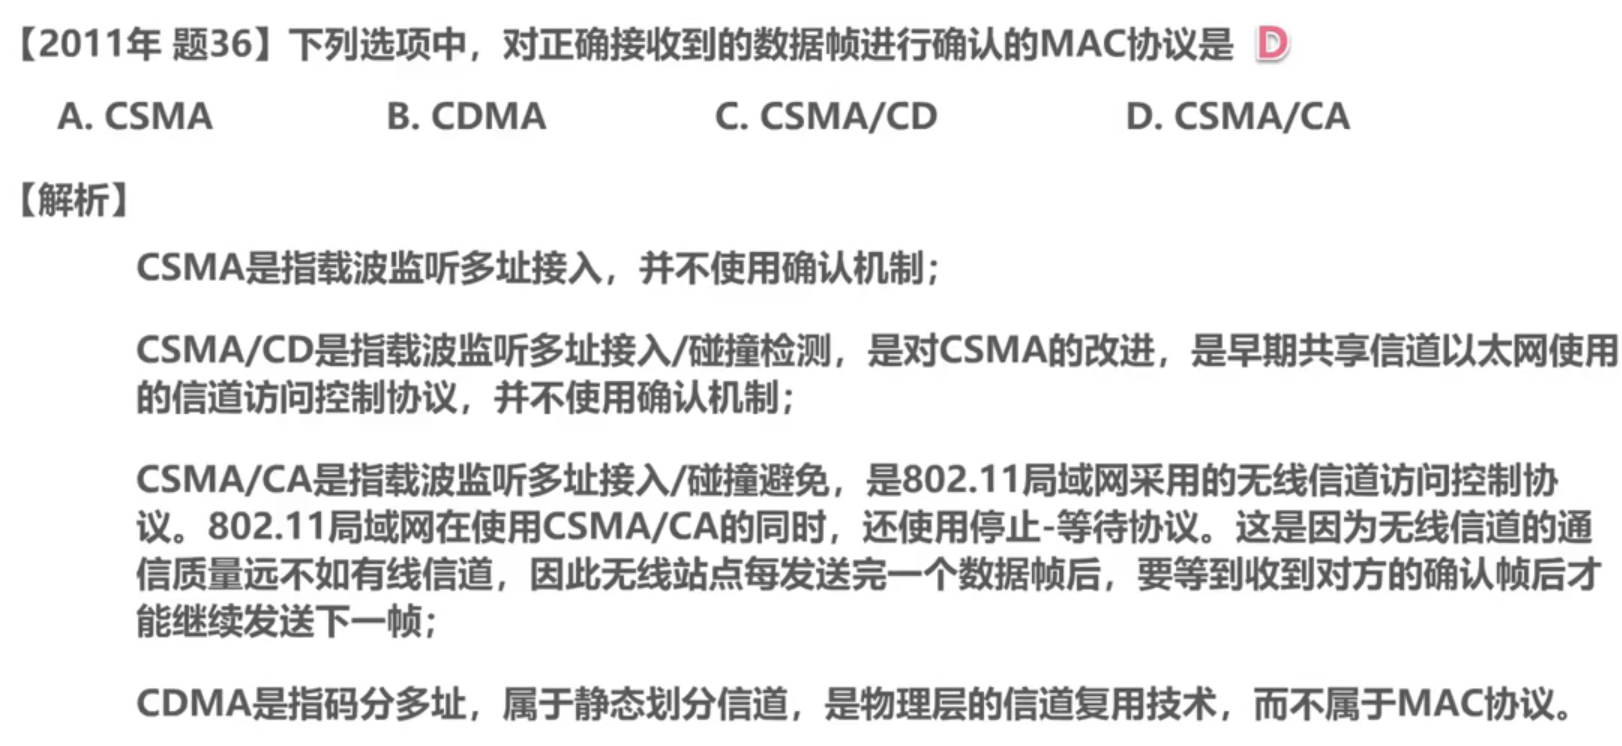 【2011年 题36】下列选项中，对正确接收到的数据帧进行确认的MAC协议是 D
A. CSMA B. CDMA C. CSMA/CD D. CSMA/CA
【解析】
CSMA是指载波监听多址接入，并不使用确认机制；
CSMA/CD是指载波监听多址接入/碰撞检测，是对CSMA的改进，是早期共享信道以太网使用
的信道访问控制协议，并不使用确认机制；
CSMA/CA是指载波监听多址接入/碰撞避免，是802.11局域网采用的无线信道访问控制协
议。802.11局域网在使用CSMA/CA的同时，还使用停止-等待协议。这是因为无线信道的通
信质量远不如有线信道，因此无线站点每发送完一个数据帧后，要等到收到对方的确认帧后才
能继续发送下一帧；
CDMA是指码分多址，属于静态划分信道，是物理层的信道复用技术，而不属于MAC协议。